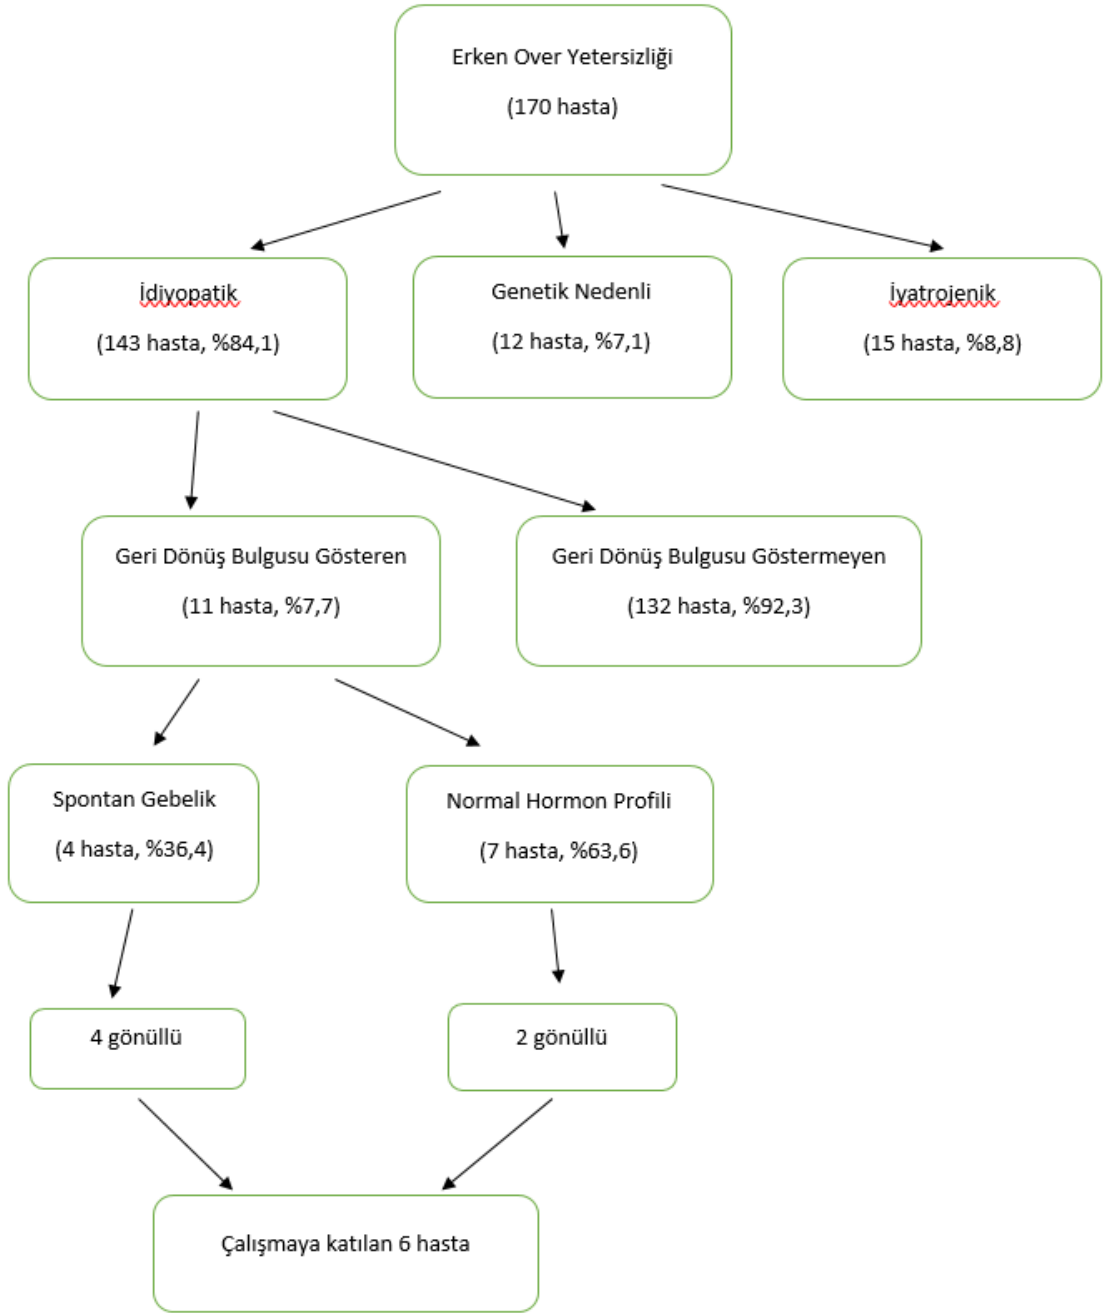 Erken Over Yetersizliği
(170 hasta)
İdiyopatik
(143 hasta, %84,1)
Genetik Nedenli
(12 hasta, %7,1)
İyatrojenik
(15 hasta, %8,8)
Geri Dönüş Bulgusu Gösteren
(11 hasta, %7,7)
Geri Dönüş Bulgusu Göstermeyen
(132 hasta, %92,3)
Spontan Gebelik
(4 hasta, %36,4)
Normal Hormon Profili
(7 hasta, %63,6)
4 gönüllü
2 gönüllü
Çalışmaya katılan 6 hasta